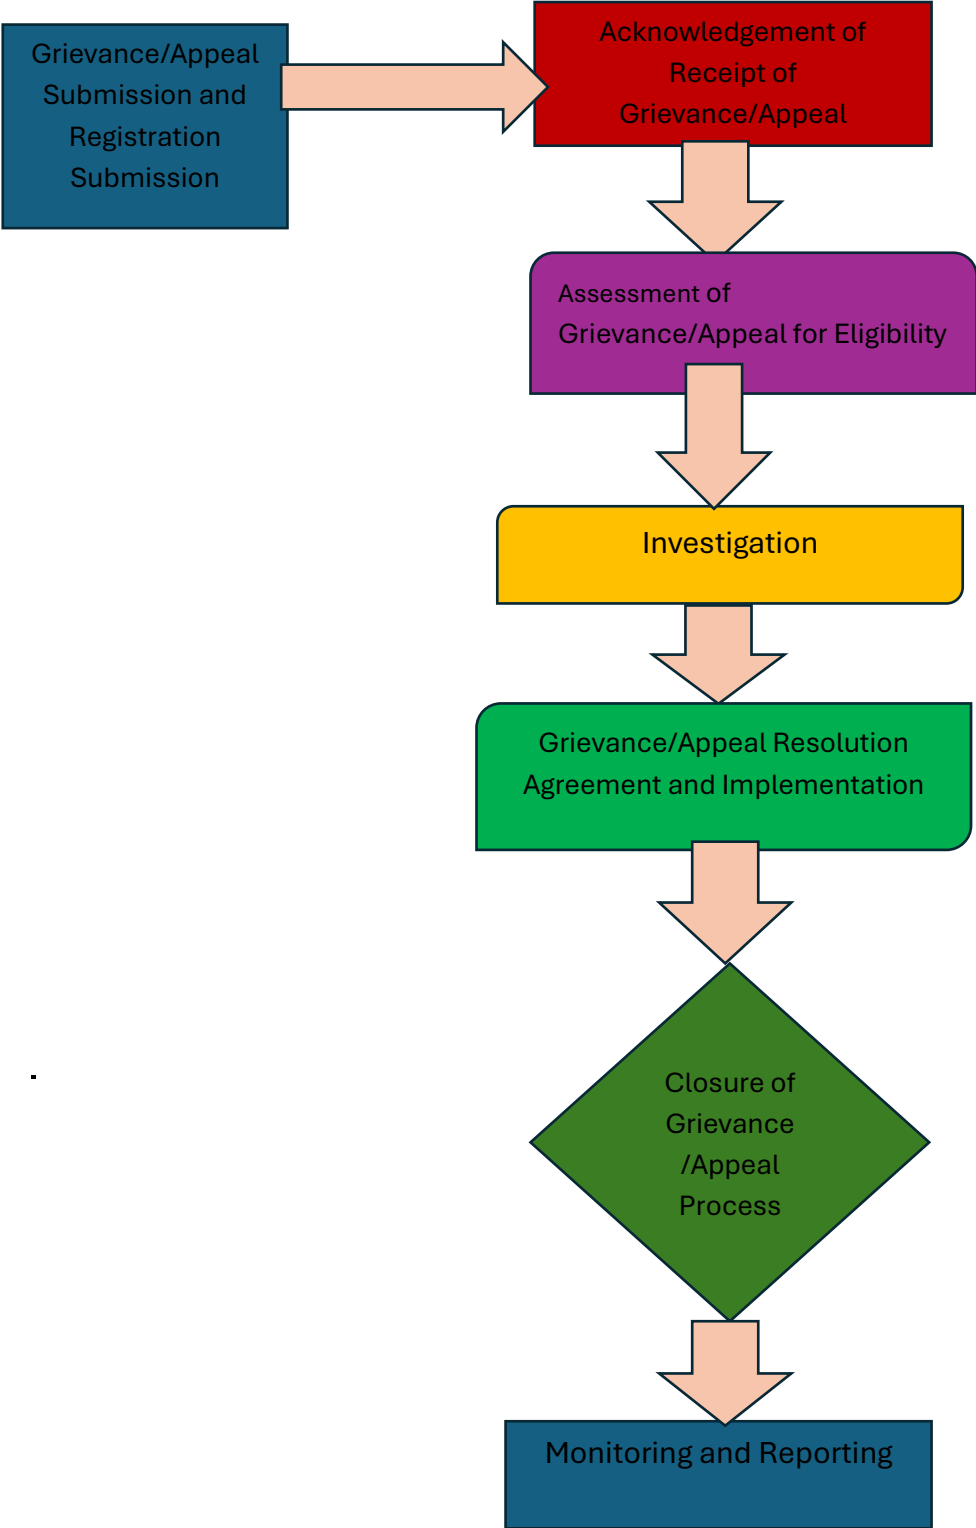 Grievance/Appeal
Submission and
Registration
Submission
Acknowledgement of
Receipt of
Grievance/Appeal
Assessment of
Grievance/Appeal for Eligibility
Investigation
Grievance/Appeal Resolution
Agreement and Implementation
Closure of
Grievance
/Appeal
Process
Monitoring and Reporting